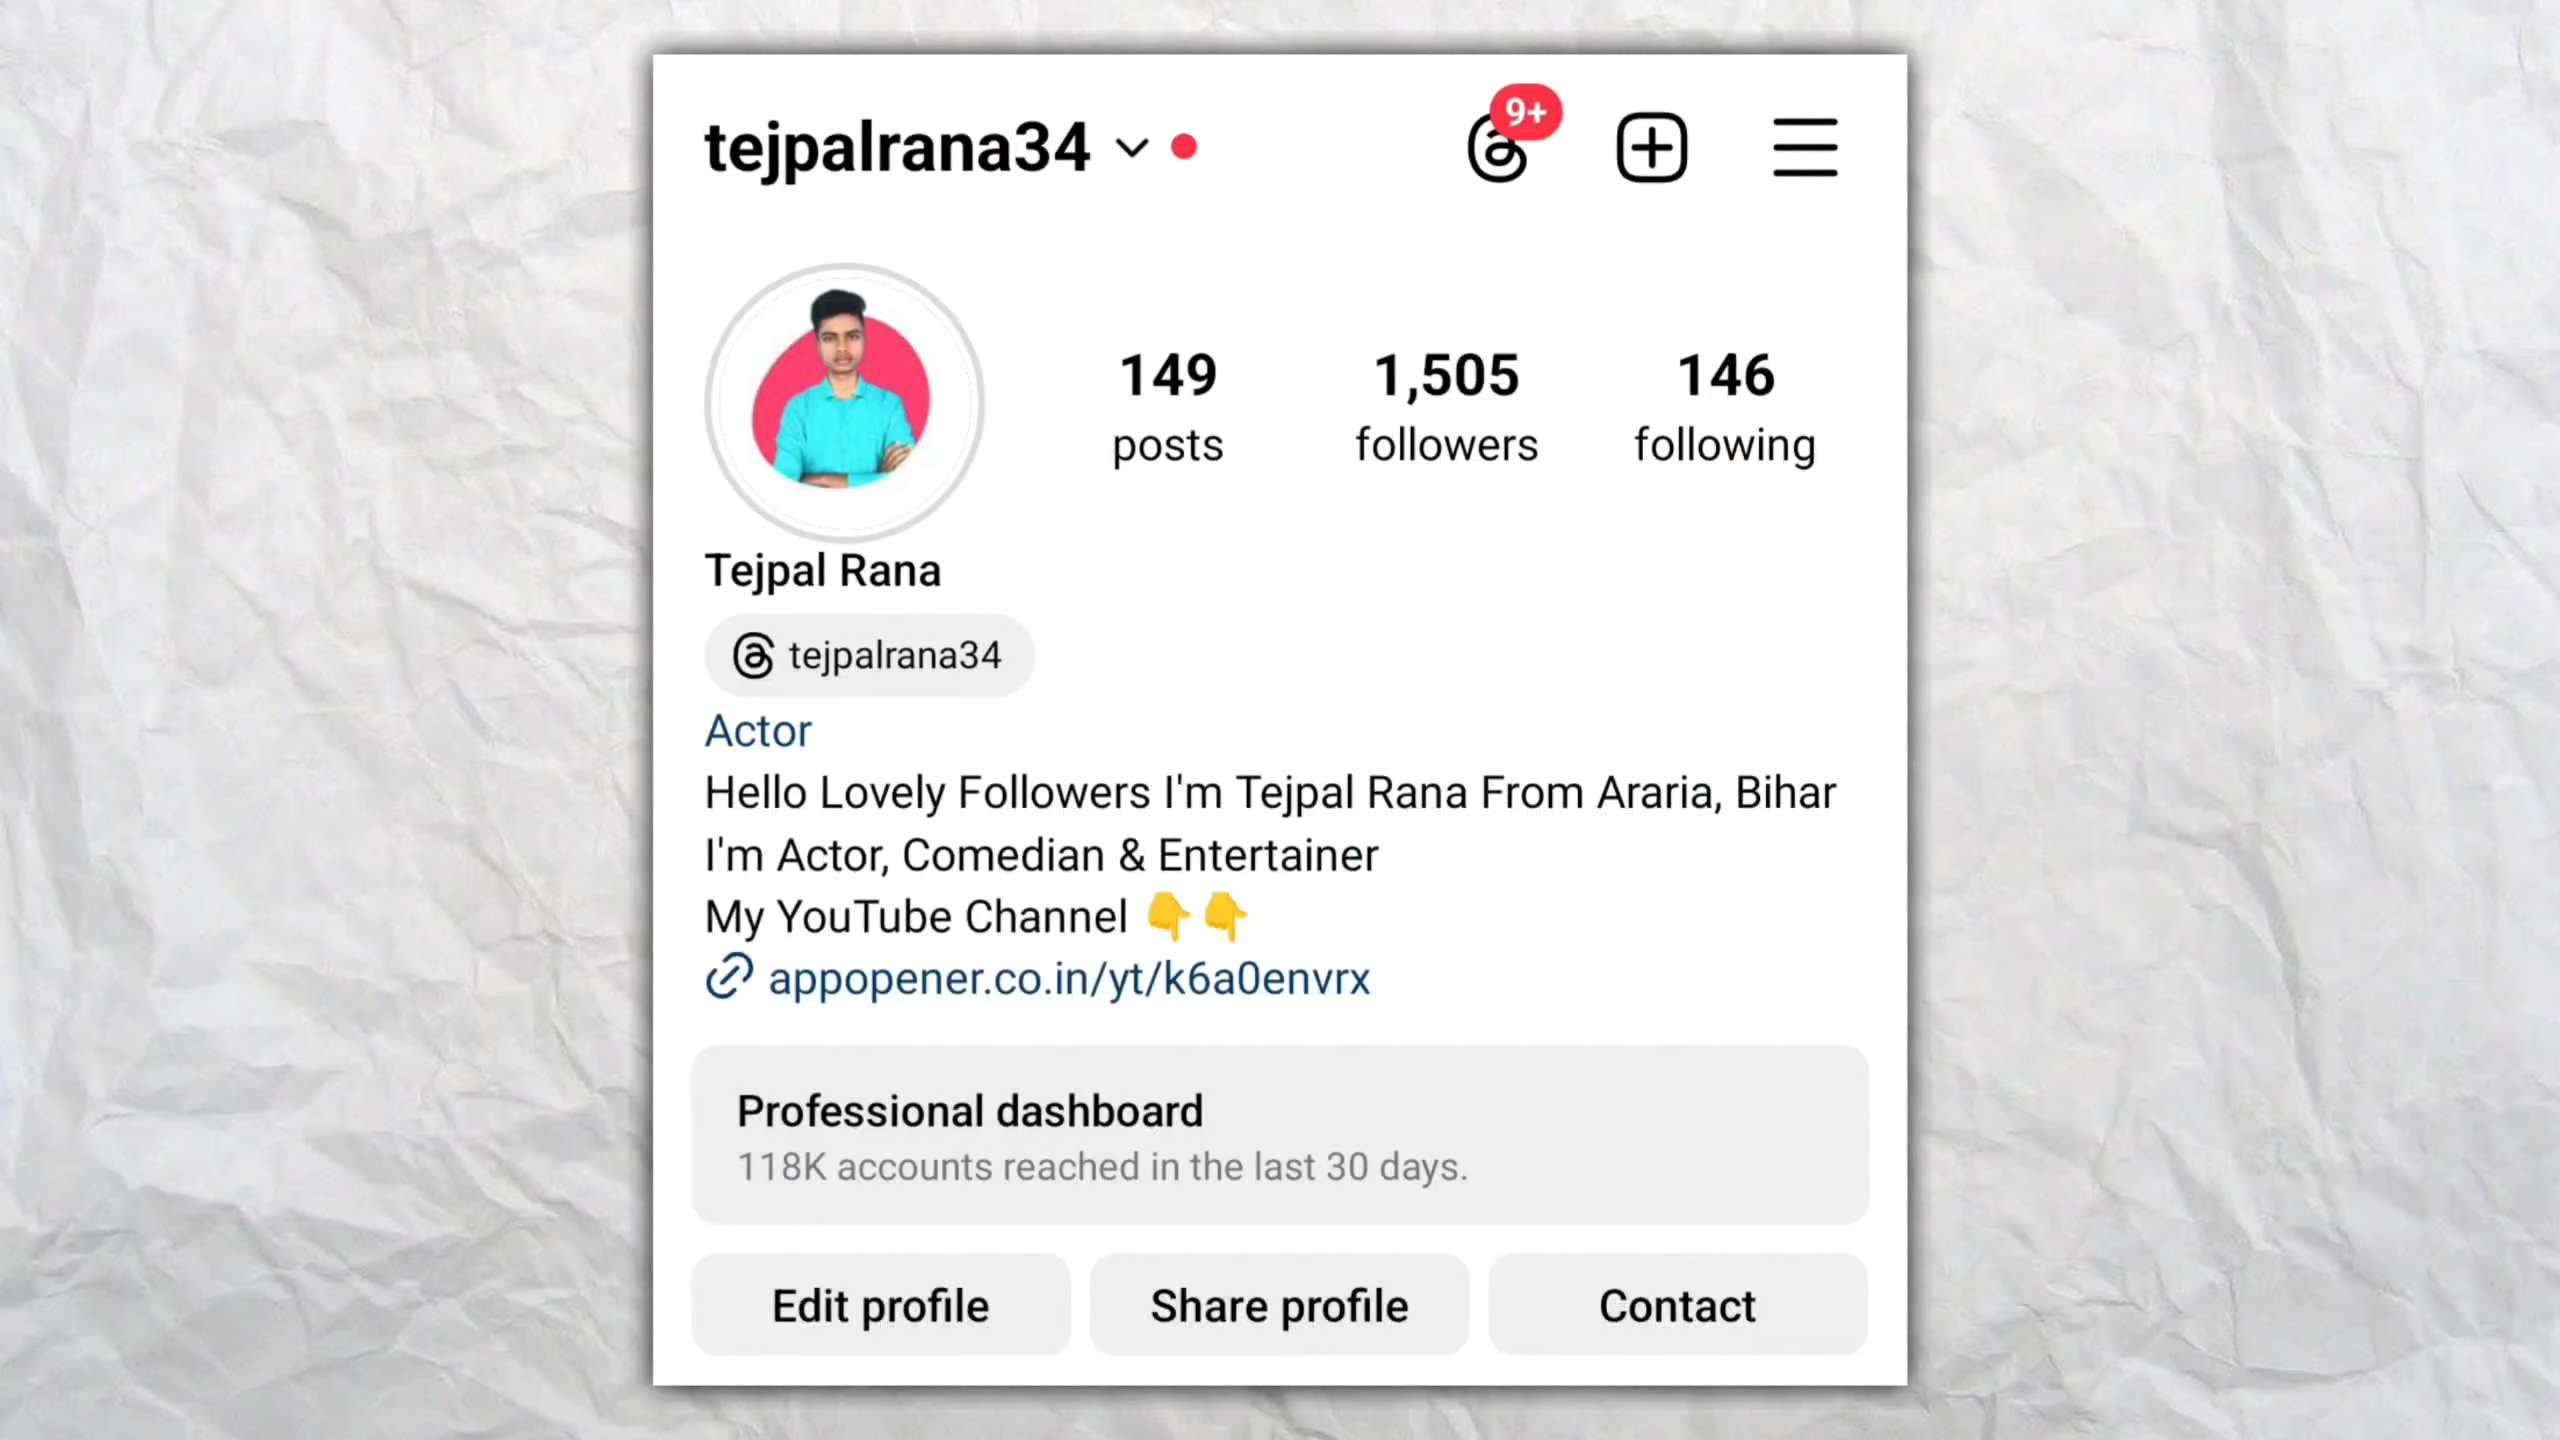 tejpalrana34
9+
149 1,505 146
posts followers following
Tejpal Rana
tejpalrana34
Actor
Hello Lovely Followers I'm Tejpal Rana From Araria, Bihar
I'm Actor, Comedian & Entertainer
My YouTube Channel 👇👇
appopener.co.in/yt/k6a0envrx
Professional dashboard
118K accounts reached in the last 30 days.
Edit profile Share profile Contact